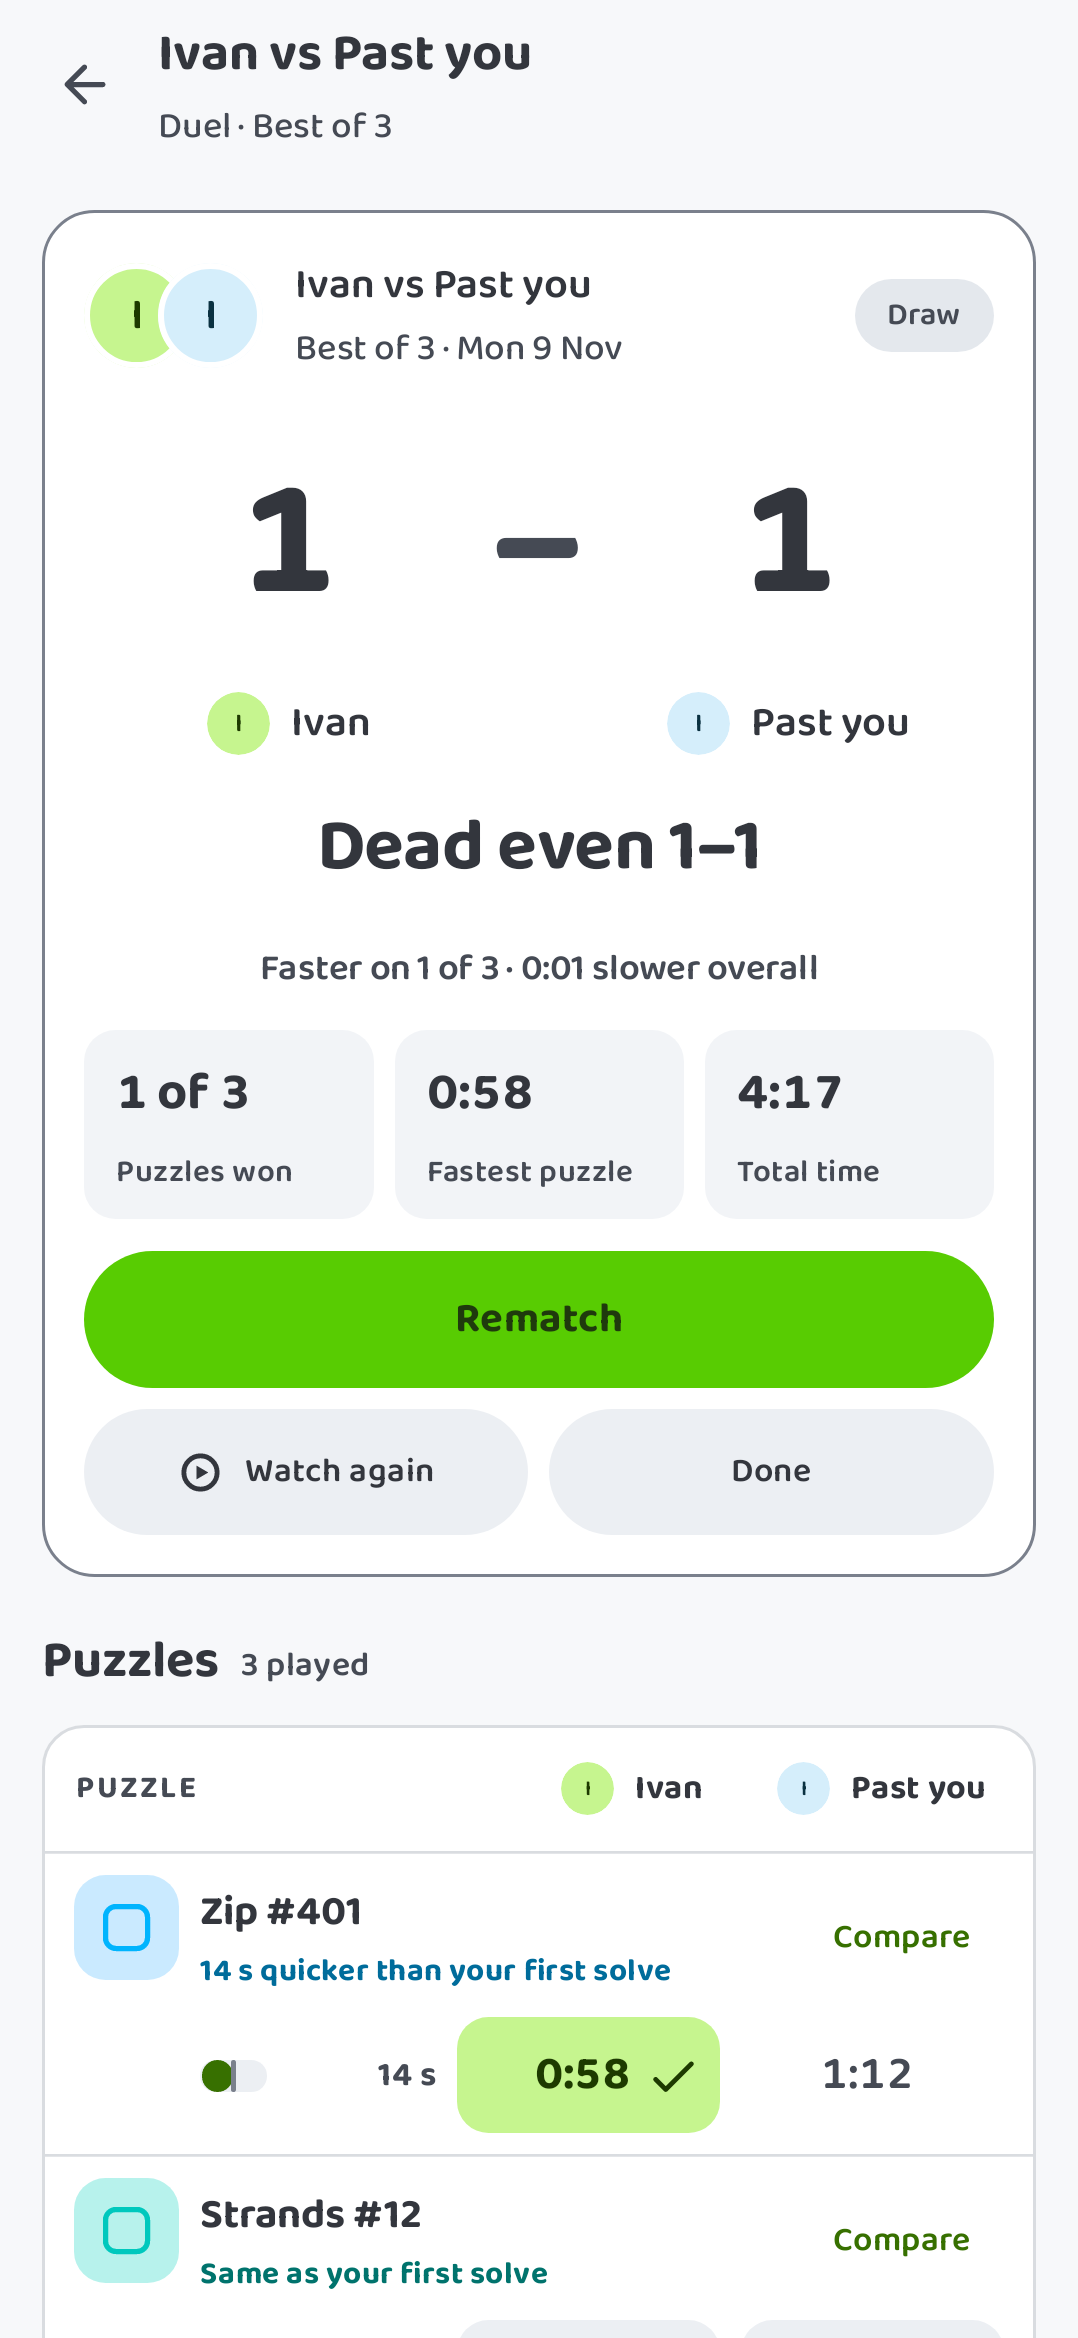 Ivan vs Past you
Duel · Best of 3
I I
Ivan vs Past you
Best of 3 · Mon 9 Nov
Draw
1 – 1
I Ivan
I Past you
Dead even 1–1
Faster on 1 of 3 · 0:01 slower overall
1 of 3
Puzzles won
0:58
Fastest puzzle
4:17
Total time
Rematch
Watch again
Done
Puzzles 3 played
PUZZLE
I Ivan
I Past you
Zip #401
14 s quicker than your first solve
Compare
14 s
0:58
1:12
Strands #12
Same as your first solve
Compare